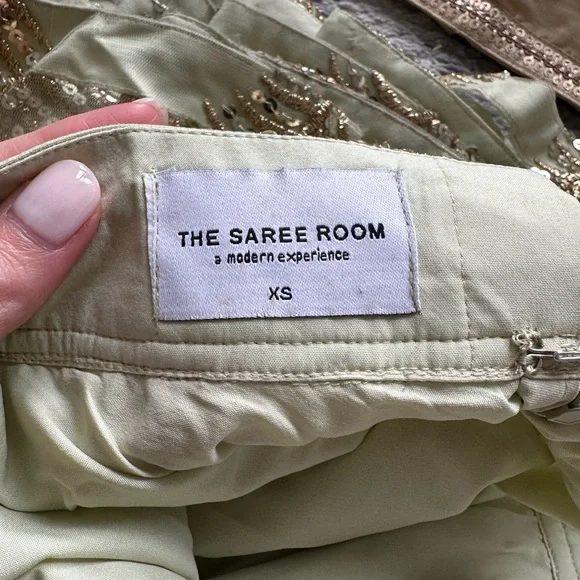 THE SAREE ROOM
a modern experience
XS